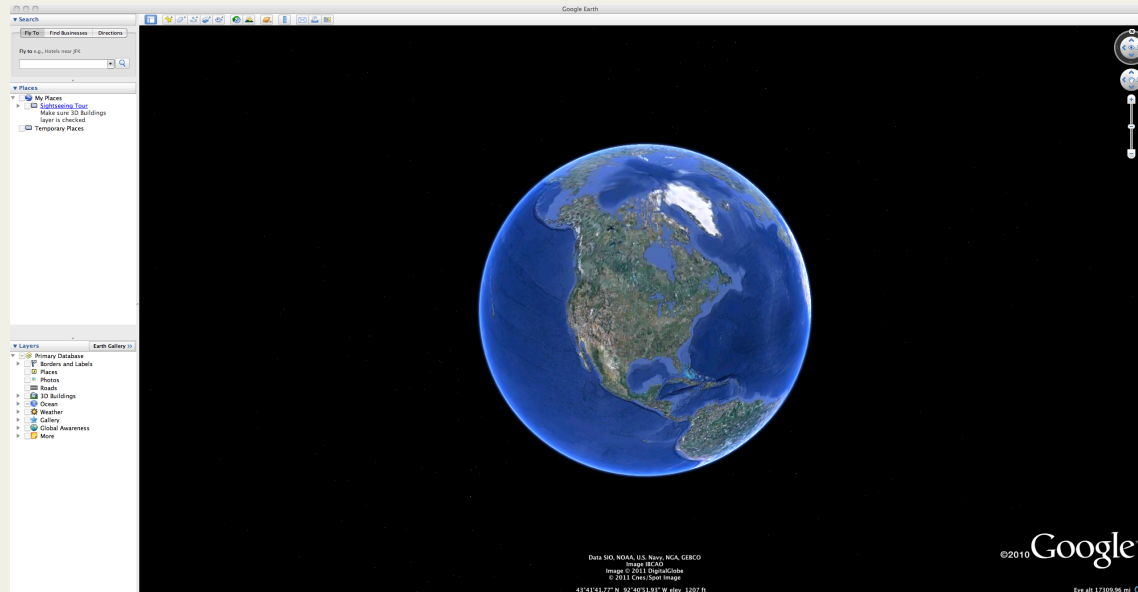 Google Earth
Search
Fly To
Find Businesses
Directions
Fly to e.g., Hotels near JFK
Places
My Places
Sightseeing Tour
Make sure 3D Buildings
layer is checked
Temporary Places
Layers
Earth Gallery >>
Primary Database
Borders and Labels
Places
Photos
Roads
3D Buildings
Ocean
Weather
Gallery
Global Awareness
More
Data SIO, NOAA, U.S. Navy, NGA, GEBCO
Image IBCAO
Image © 2011 DigitalGlobe
© 2011 Cnes/Spot Image
©2010 Google
43°41'41.77" N 92°40'51.93" W elev 1207 ft
Eye alt 17309.96 mi